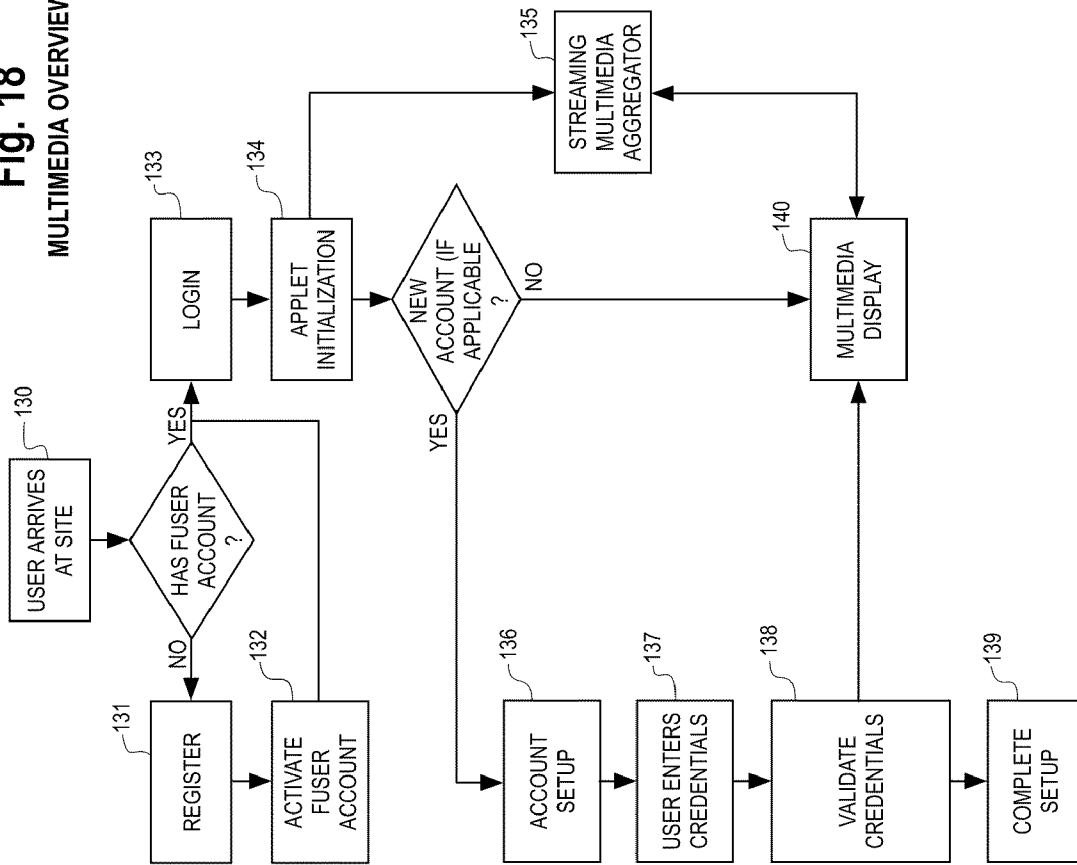 Fig. 18
MULTIMEDIA OVERVIEW
130
USER ARRIVES
AT SITE
HAS FUSER
ACCOUNT
?
NO
YES
131
REGISTER
132
ACTIVATE
FUSER
ACCOUNT
133
LOGIN
134
APPLET
INITIALIZATION
135
STREAMING
MULTIMEDIA
AGGREGATOR
NEW
ACCOUNT (IF
APPLICABLE
?
YES
NO
136
ACCOUNT
SETUP
137
USER ENTERS
CREDENTIALS
138
VALIDATE
CREDENTIALS
139
COMPLETE
SETUP
140
MULTIMEDIA
DISPLAY